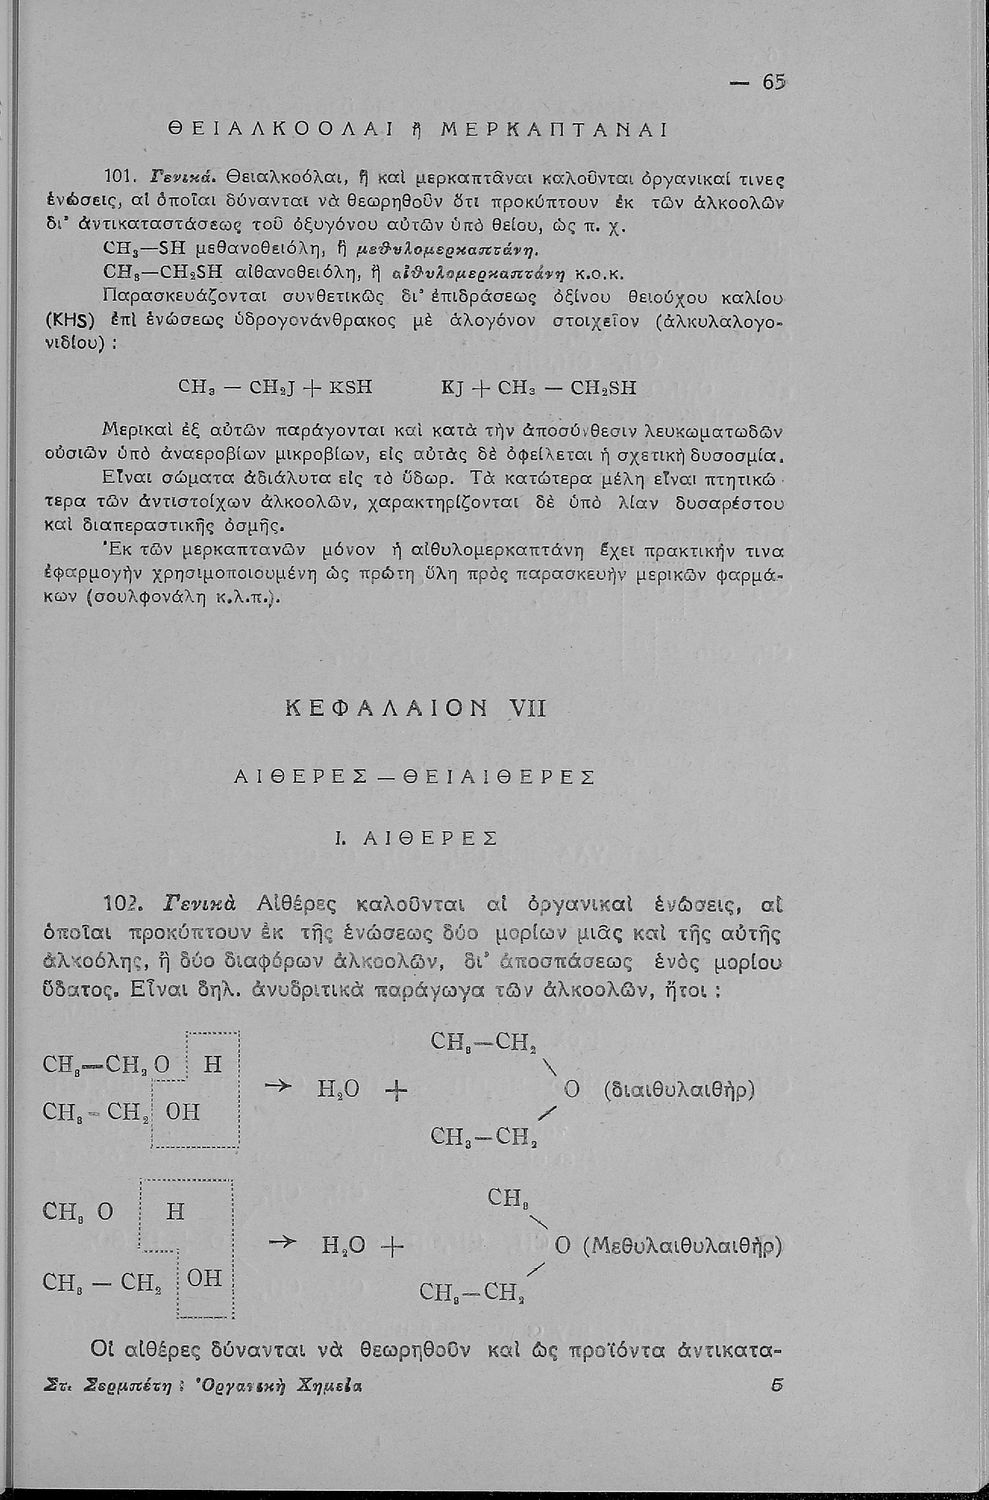 — 65
ΘΕΙΑΛΚΟΟΛΑΙ ἢ ΜΕΡΚΑΠΤΑΝΑΙ
101. Γενικά. Θειαλκοόλαι, ἢ καὶ μερκαπτᾶναι καλοῦνται ὀργανικαί τινες
ἑνώσεις, αἱ ὁποῖαι δύνανται νὰ θεωρηθοῦν ὅτι προκύπτουν ἐκ τῶν ἀλκοολῶν
δι' ἀντικαταστάσεως τοῦ ὀξυγόνου αὐτῶν ὑπὸ θείου, ὡς π. χ.
CH₃—SH μεθανοθειόλη, ἢ μεθυλομερκαπτάνη.
CH₃—CH₂SH αἰθανοθειόλη, ἢ αἰθυλομερκαπτάνη κ.ο.κ.
Παρασκευάζονται συνθετικῶς δι' ἐπιδράσεως ὀξίνου θειούχου καλίου
(KHS) ἐπὶ ἑνώσεως ὑδρογονάνθρακος μὲ ἁλογόνον στοιχεῖον (ἀλκυλαλογο-
νιδίου) :
CH₃ — CH₂J + KSH KJ + CH₃ — CH₂SH
Μερικαὶ ἐξ αὐτῶν παράγονται καὶ κατὰ τὴν ἀποσύνθεσιν λευκωματωδῶν
οὐσιῶν ὑπὸ ἀναεροβίων μικροβίων, εἰς αὐτὰς δὲ ὀφείλεται ἡ σχετικὴ δυσοσμία.
Εἶναι σώματα ἀδιάλυτα εἰς τὸ ὕδωρ. Τὰ κατώτερα μέλη εἶναι πτητικώ-
τερα τῶν ἀντιστοίχων ἀλκοολῶν, χαρακτηρίζονται δὲ ὑπὸ λίαν δυσαρέστου
καὶ διαπεραστικῆς ὀσμῆς.
Ἐκ τῶν μερκαπτανῶν μόνον ἡ αἰθυλομερκαπτάνη ἔχει πρακτικήν τινα
ἐφαρμογὴν χρησιμοποιουμένη ὡς πρώτη ὕλη πρὸς παρασκευὴν μερικῶν φαρμά-
κων (σουλφονάλη κ.λ.π.).
ΚΕΦΑΛΑΙΟΝ VII
ΑΙΘΕΡΕΣ — ΘΕΙΑΙΘΕΡΕΣ
I. ΑΙΘΕΡΕΣ
102. Γενικὰ Αἰθέρες καλοῦνται αἱ ὀργανικαὶ ἑνώσεις, αἱ
ὁποῖαι προκύπτουν ἐκ τῆς ἑνώσεως δύο μορίων μιᾶς καὶ τῆς αὐτῆς
ἀλκοόλης, ἢ δύο διαφόρων ἀλκοολῶν, δι' ἀποσπάσεως ἑνὸς μορίου
ὕδατος. Εἶναι δηλ. ἀνυδριτικὰ παράγωγα τῶν ἀλκοολῶν, ἤτοι :
CH₃—CH₂
CH₃—CH₂ O H
→ H₂O + O (διαιθυλαιθὴρ)
CH₃ - CH₂ OH
CH₃—CH₂
CH₃
CH₃ O H
→ H₂O + O (Μεθυλαιθυλαιθὴρ)
CH₃ — CH₂ OH
CH₃—CH₂
Οἱ αἰθέρες δύνανται νὰ θεωρηθοῦν καὶ ὡς προϊόντα ἀντικατα-
Στ. Σερμπέτη : Ὀργανικὴ Χημεία 5